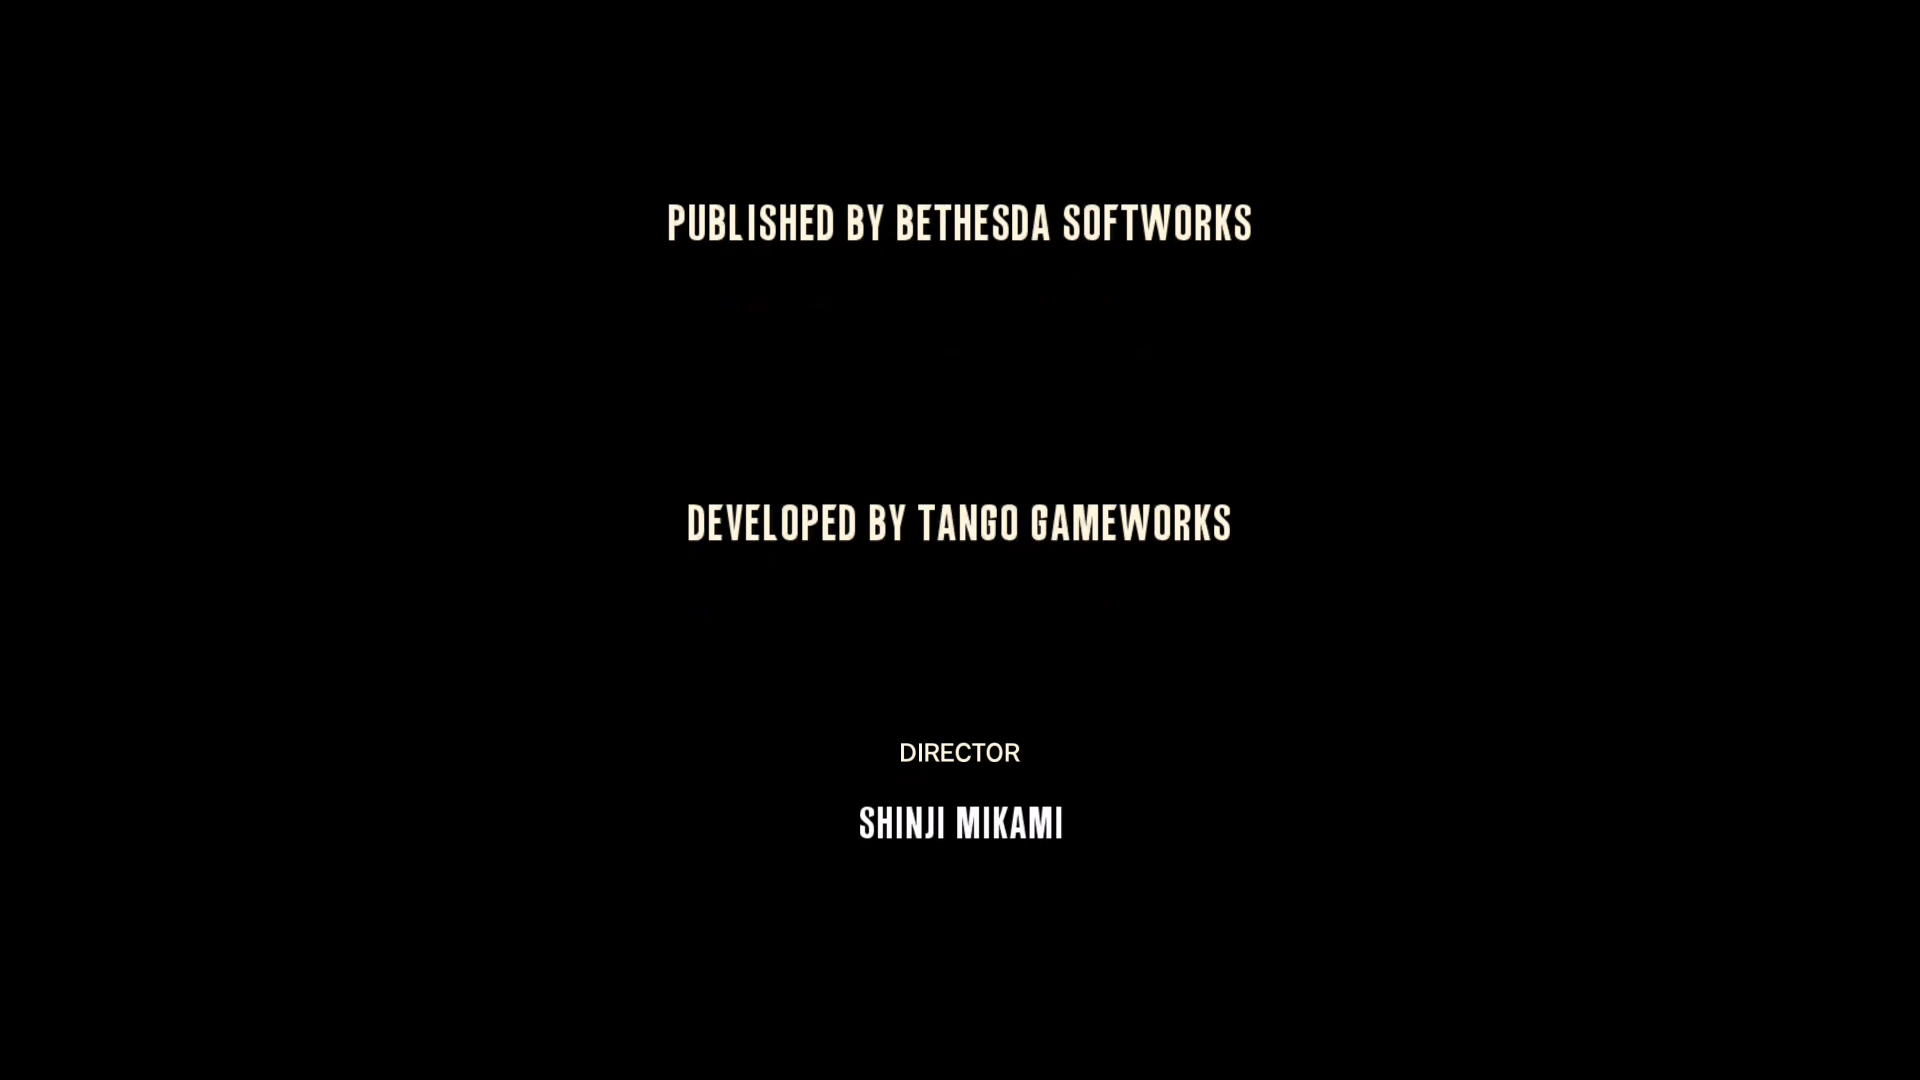 PUBLISHED BY BETHESDA SOFTWORKS
DEVELOPED BY TANGO GAMEWORKS
DIRECTOR
SHINJI MIKAMI